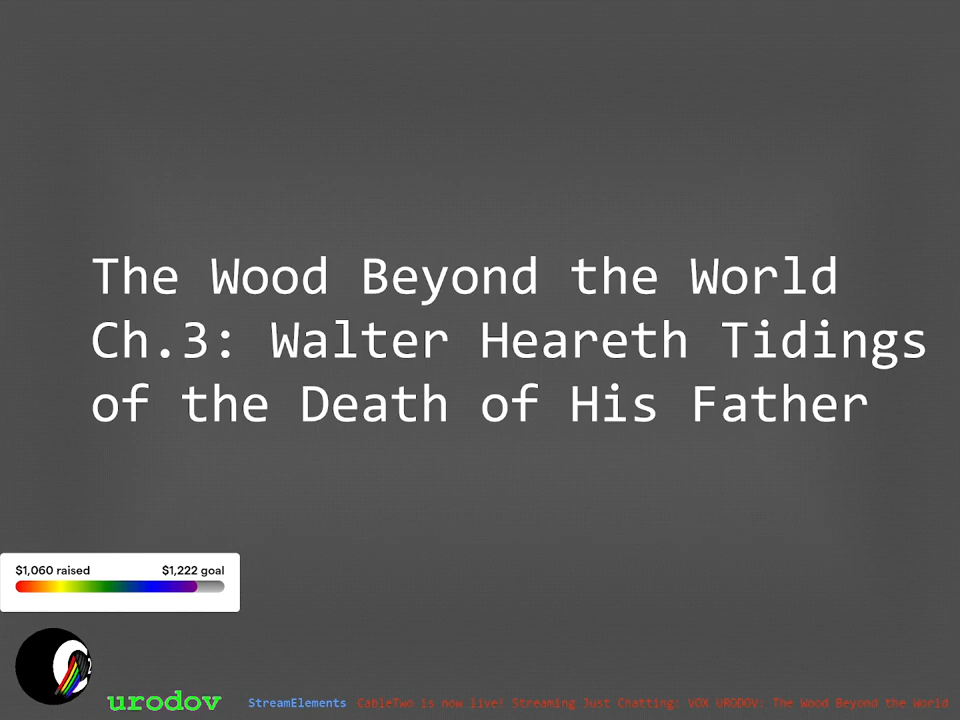 The Wood Beyond the World
Ch.3: Walter Heareth Tidings
of the Death of His Father
$1,060 raised $1,222 goal
urodov
StreamElements CableTwo is now live! Streaming Just Chatting: VOX URODOV: The Wood Beyond the World